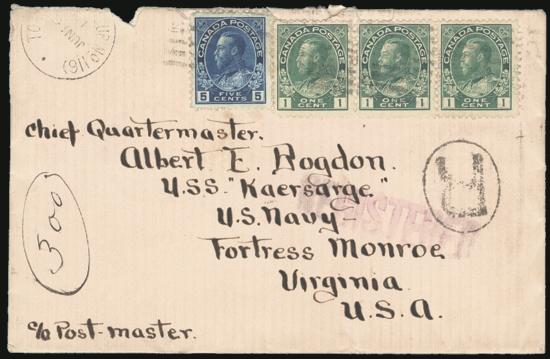 CANADA POSTAGE
FIVE CENTS
5 5
CANADA POSTAGE
ONE CENT
1 1
CANADA POSTAGE
ONE CENT
1 1
CANADA POSTAGE
ONE CENT
1 1
Chief Quartermaster.
Albert E. Bogdon.
U.S.S. "Kaersarge."
U.S. Navy
REGISTERED
R
Fortress Monroe
Virginia.
U.S.A.
300
c/o Post-master.